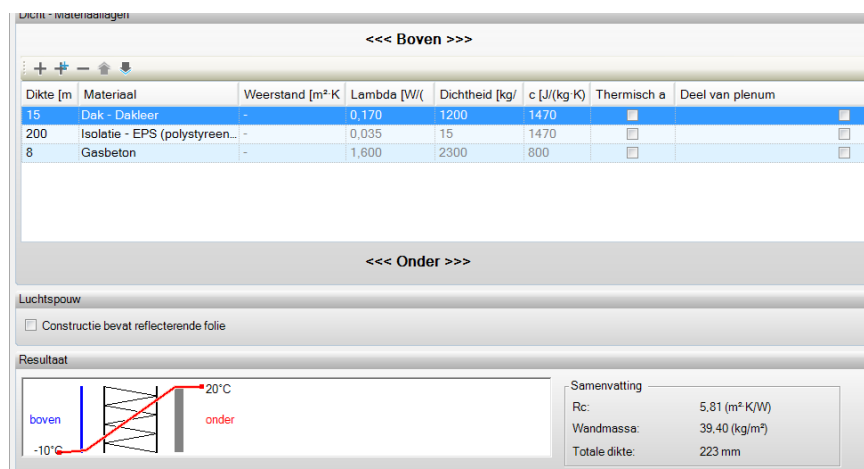 Dicht - Materiaallagen
<<< Boven >>>
Dikte [m Materiaal Weerstand [m²·K Lambda [W/( Dichtheid [kg/ c [J/(kg·K) Thermisch a Deel van plenum
15 Dak - Dakleer - 0,170 1200 1470
200 Isolatie - EPS (polystyreen... - 0,035 15 1470
8 Gasbeton - 1,600 2300 800
<<< Onder >>>
Luchtspouw
Constructie bevat reflecterende folie
Resultaat
20°C
boven onder
-10°C
Samenvatting
Rc: 5,81 (m²·K/W)
Wandmassa: 39,40 (kg/m²)
Totale dikte: 223 mm